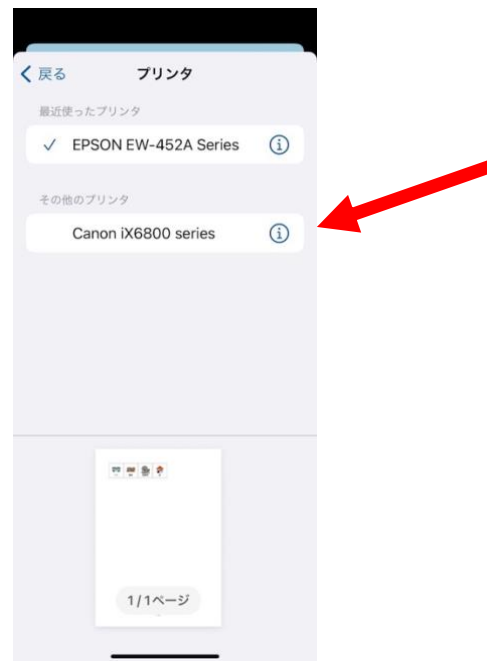 戻る
プリンタ
最近使ったプリンタ
EPSON EW-452A Series
その他のプリンタ
Canon iX6800 series
1/1ページ